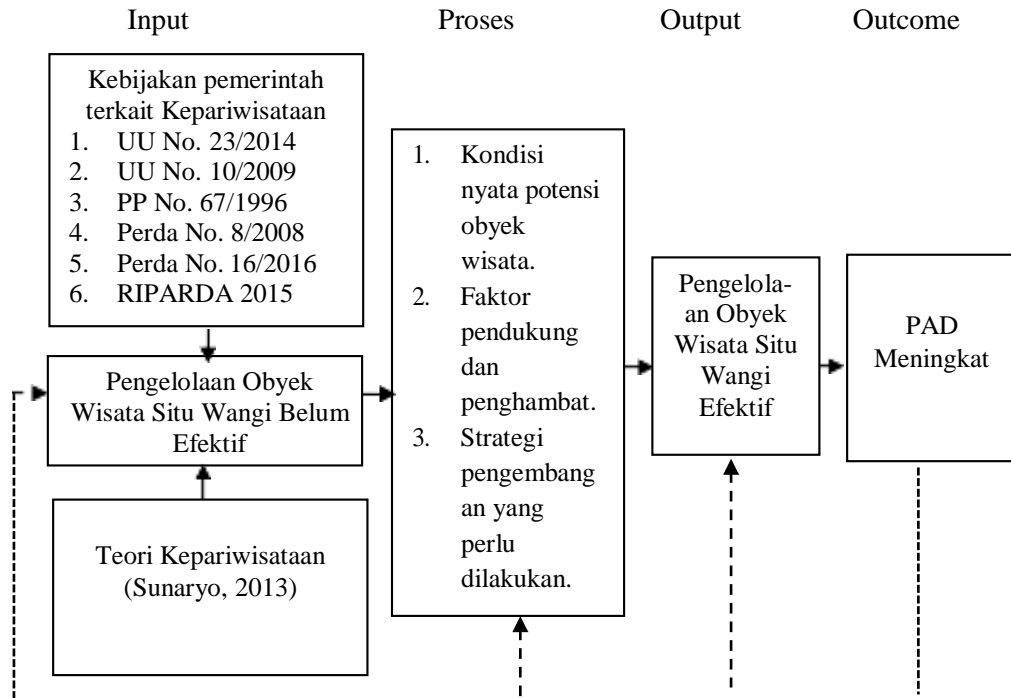 Input
Proses
Output
Outcome
Kebijakan pemerintah
terkait Kepariwisataan
1. UU No. 23/2014
2. UU No. 10/2009
3. PP No. 67/1996
4. Perda No. 8/2008
5. Perda No. 16/2016
6. RIPARDA 2015
Pengelolaan Obyek
Wisata Situ Wangi Belum
Efektif
Teori Kepariwisataan
(Sunaryo, 2013)
1. Kondisi
nyata potensi
obyek
wisata.
2. Faktor
pendukung
dan
penghambat.
3. Strategi
pengembang
an yang
perlu
dilakukan.
Pengelola-
an Obyek
Wisata Situ
Wangi
Efektif
PAD
Meningkat